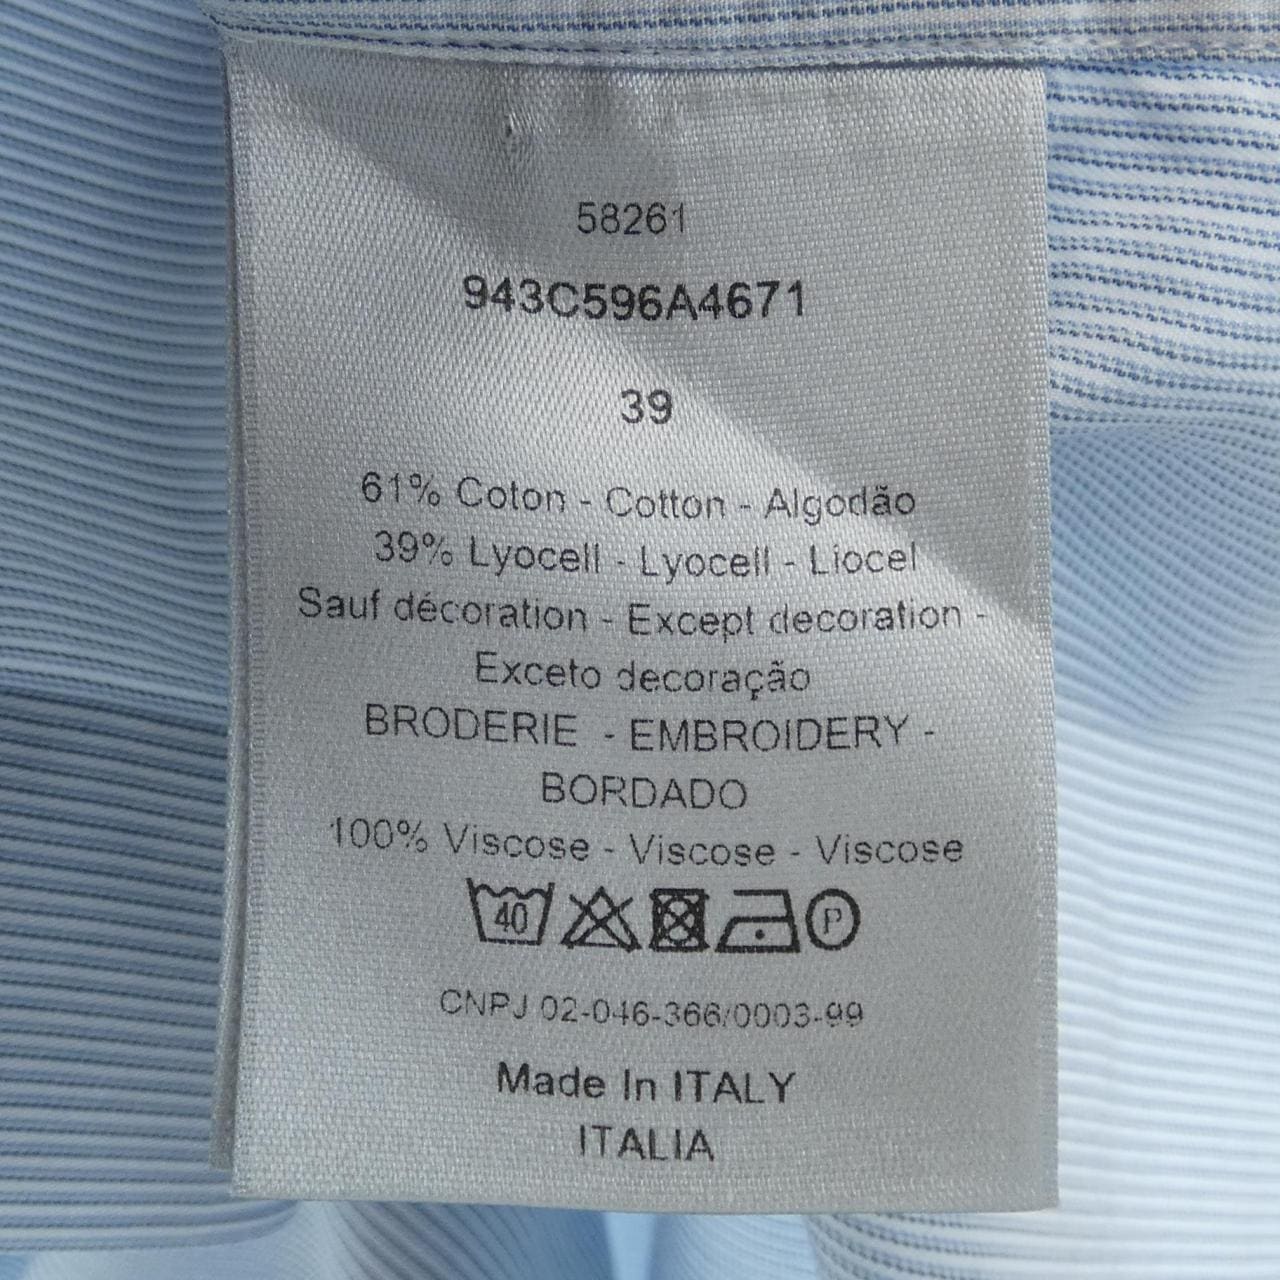 58261
943C596A4671
39
61% Coton - Cotton - Algodão
39% Lyocell - Lyocell - Liocel
Sauf décoration - Except decoration -
Exceto decoração
BRODERIE - EMBROIDERY -
BORDADO
100% Viscose - Viscose - Viscose
40 P
CNPJ 02-046-366/0003-99
Made In ITALY
ITALIA